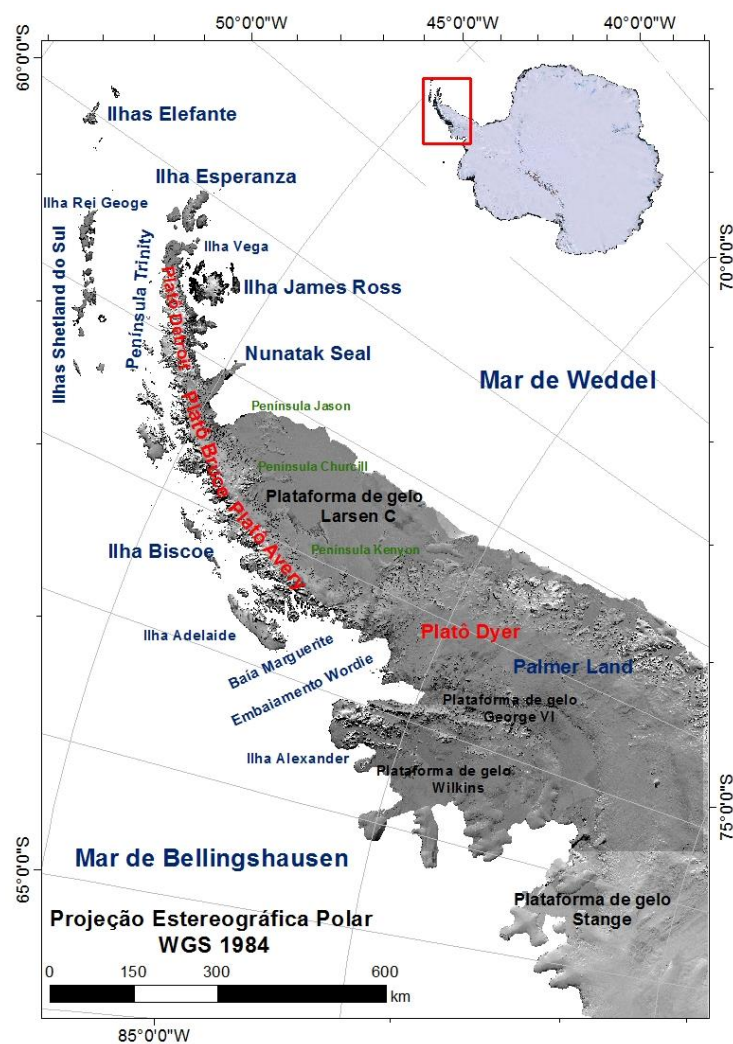 50°0'0"W
45°0'0"W
40°0'0"W
60°0'0"S
Ilhas Elefante
Ilha Esperanza
Ilha Rei Geoge
Ilha Vega
Ilhas Shetland do Sul
Península Trinity
Platô Detroit
Ilha James Ross
70°0'0"S
Nunatak Seal
Mar de Weddel
Península Jason
Platô Bruce
Península Churcill
Plataforma de gelo
Larsen C
Platô Avery
Ilha Biscoe
Península Kenyon
Ilha Adelaide
Platô Dyer
Baía Marguerite
Palmer Land
Embaiamento Wordie
Plataforma de gelo
George VI
Ilha Alexander
Plataforma de gelo
Wilkins
75°0'0"S
Mar de Bellingshausen
65°0'0"S
Plataforma de gelo
Stange
Projeção Estereográfica Polar
WGS 1984
0 150 300 600
km
85°0'0"W